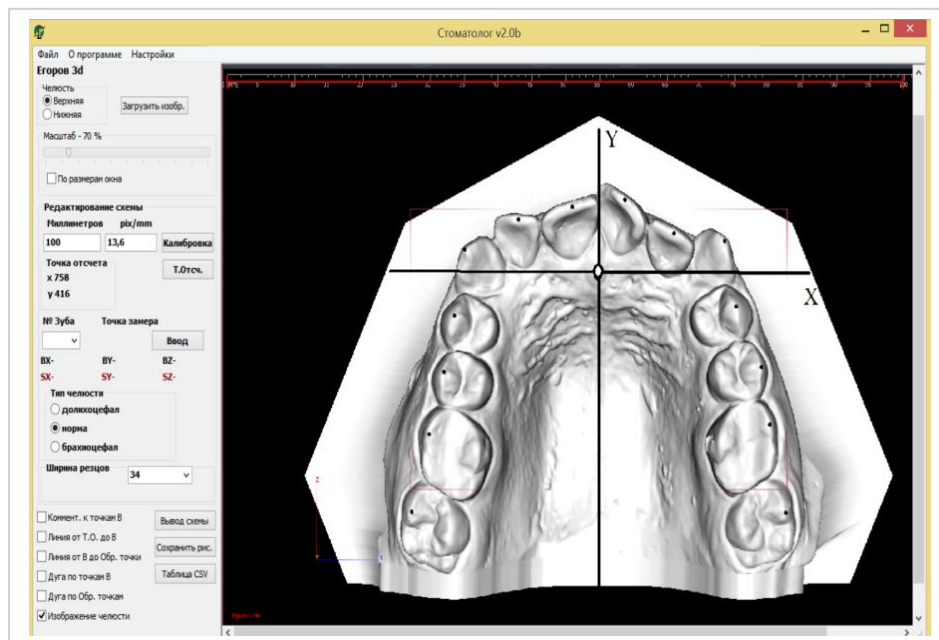 Стоматолог v2.0b
Файл О программе Настройки
Егоров 3d
Челюсть
Верхняя
Нижняя
Загрузить изобр.
Масштаб - 70 %
По размерам окна
Редактирование схемы
Миллиметров pix/mm
100 13,6 Калибровка
Точка отсчета
x 758
y 416
Т.Отсч.
№ Зуба Точка замера
Ввод
BX- BY- BZ-
SX- SY- SZ-
Тип челюсти
долихоцефал
норма
брахиоцефал
Ширина резцов 34
Коммент. к точкам В
Вывод схемы
Линия от Т.О. до В
Линия от В до Обр. точки
Сохранить рис.
Дуга по точкам В
Таблица CSV
Дуга по Обр. точкам
Изображение челюсти
Y
X
Z
X